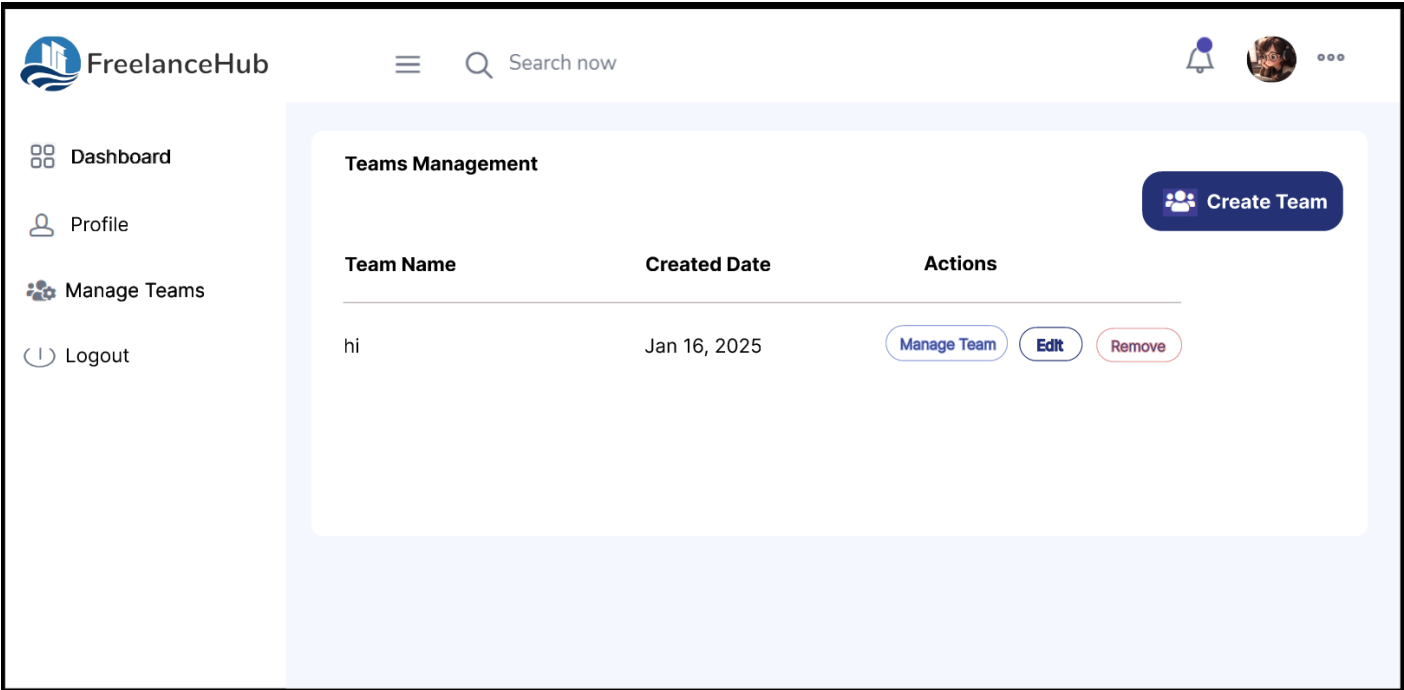 FreelanceHub
Search now
Dashboard
Profile
Manage Teams
Logout
Teams Management
Create Team
Team Name Created Date Actions
hi Jan 16, 2025 Manage Team Edit Remove